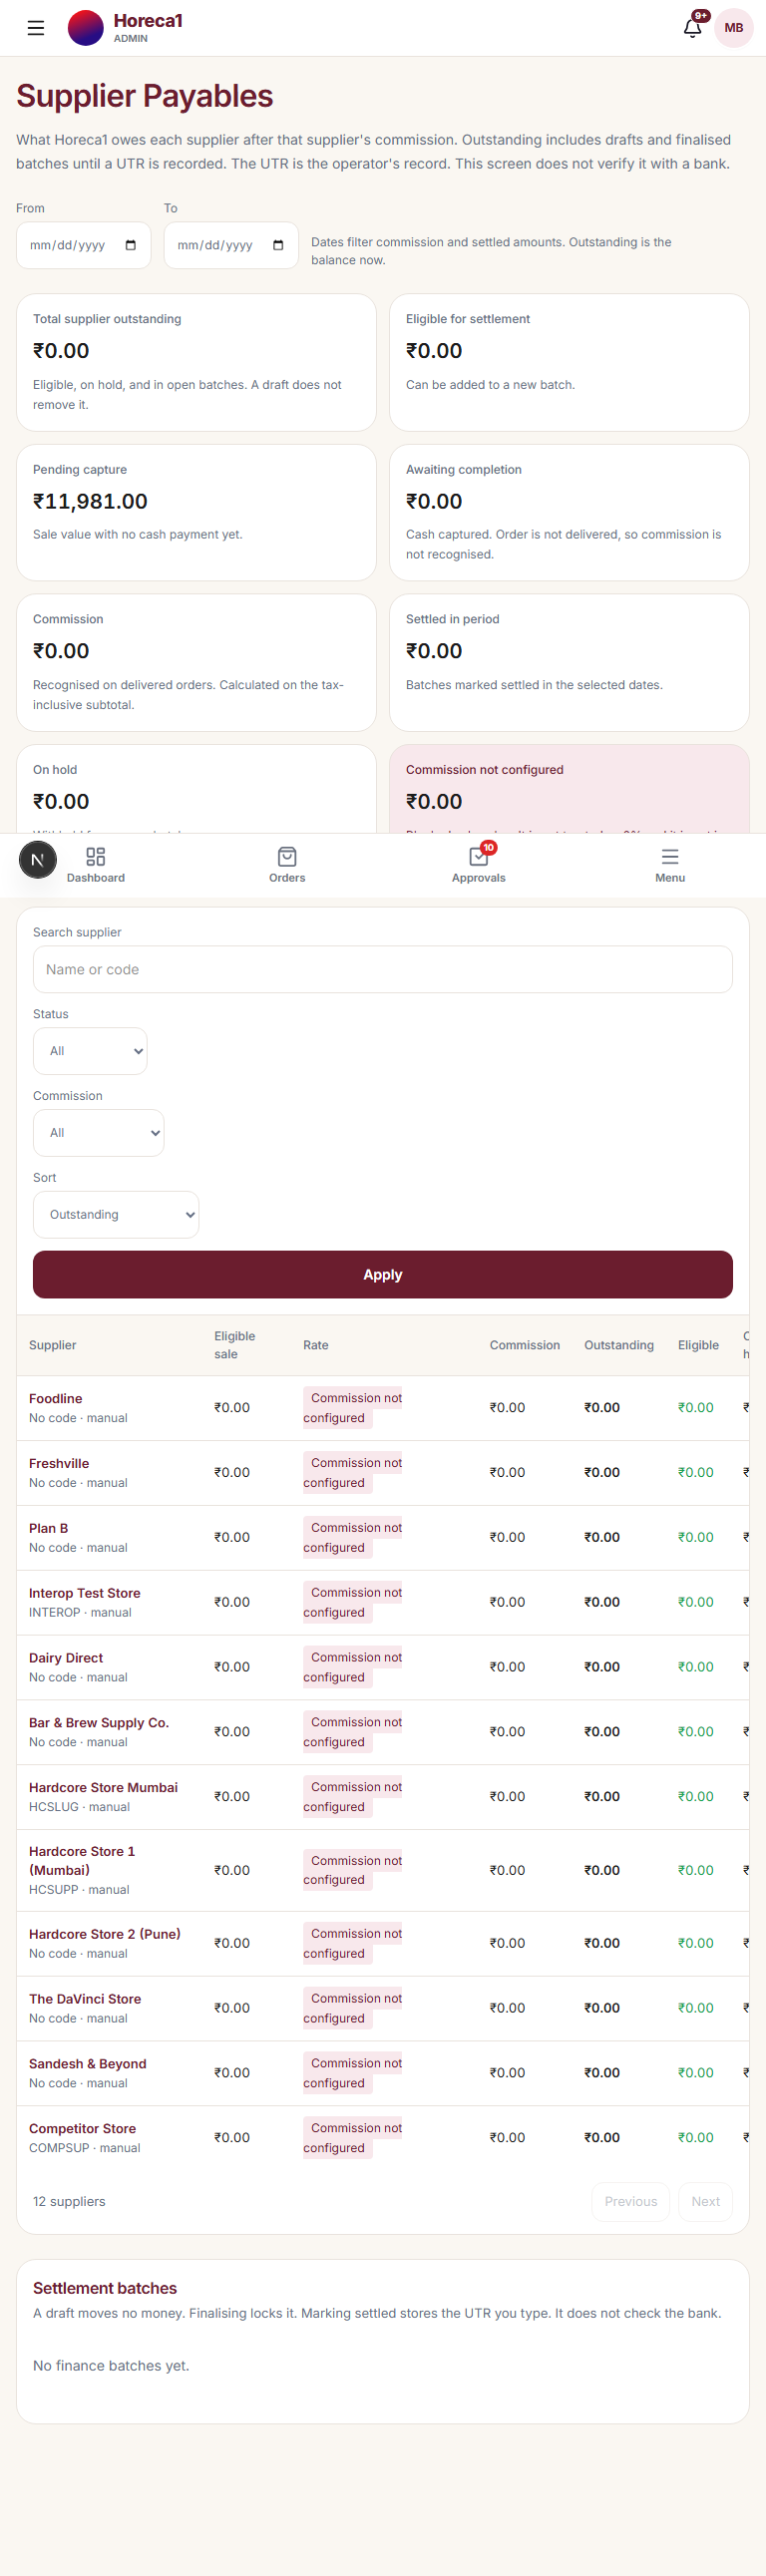 Horeca1
ADMIN
9+
MB
Supplier Payables
What Horeca1 owes each supplier after that supplier's commission. Outstanding includes drafts and finalised
batches until a UTR is recorded. The UTR is the operator's record. This screen does not verify it with a bank.
From
To
mm/dd/yyyy
mm/dd/yyyy
Dates filter commission and settled amounts. Outstanding is the
balance now.
Total supplier outstanding
₹0.00
Eligible, on hold, and in open batches. A draft does not
remove it.
Eligible for settlement
₹0.00
Can be added to a new batch.
Pending capture
₹11,981.00
Sale value with no cash payment yet.
Awaiting completion
₹0.00
Cash captured. Order is not delivered, so commission is
not recognised.
Commission
₹0.00
Recognised on delivered orders. Calculated on the tax-
inclusive subtotal.
Settled in period
₹0.00
Batches marked settled in the selected dates.
On hold
₹0.00
Commission not configured
₹0.00
N
Dashboard
Orders
10
Approvals
Menu
Search supplier
Name or code
Status
All
Commission
All
Sort
Outstanding
Apply
Supplier
Eligible
sale
Rate
Commission
Outstanding
Eligible
Foodline
No code · manual
₹0.00
Commission not
configured
₹0.00
₹0.00
₹0.00
₹
Freshville
No code · manual
₹0.00
Commission not
configured
₹0.00
₹0.00
₹0.00
₹
Plan B
No code · manual
₹0.00
Commission not
configured
₹0.00
₹0.00
₹0.00
₹
Interop Test Store
INTEROP · manual
₹0.00
Commission not
configured
₹0.00
₹0.00
₹0.00
₹
Dairy Direct
No code · manual
₹0.00
Commission not
configured
₹0.00
₹0.00
₹0.00
₹
Bar & Brew Supply Co.
No code · manual
₹0.00
Commission not
configured
₹0.00
₹0.00
₹0.00
₹
Hardcore Store Mumbai
HCSLUG · manual
₹0.00
Commission not
configured
₹0.00
₹0.00
₹0.00
₹
Hardcore Store 1
(Mumbai)
HCSUPP · manual
₹0.00
Commission not
configured
₹0.00
₹0.00
₹0.00
₹
Hardcore Store 2 (Pune)
No code · manual
₹0.00
Commission not
configured
₹0.00
₹0.00
₹0.00
₹
The DaVinci Store
No code · manual
₹0.00
Commission not
configured
₹0.00
₹0.00
₹0.00
₹
Sandesh & Beyond
No code · manual
₹0.00
Commission not
configured
₹0.00
₹0.00
₹0.00
₹
Competitor Store
COMPSUP · manual
₹0.00
Commission not
configured
₹0.00
₹0.00
₹0.00
₹
12 suppliers
Previous
Next
Settlement batches
A draft moves no money. Finalising locks it. Marking settled stores the UTR you type. It does not check the bank.
No finance batches yet.